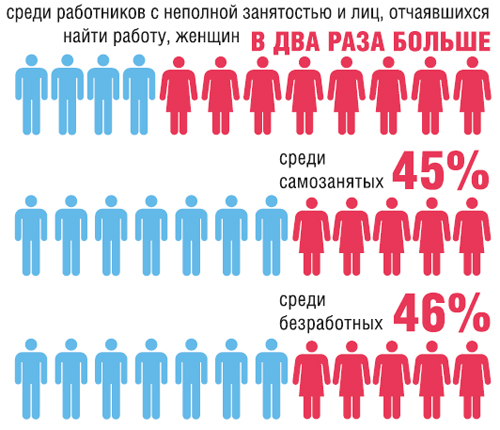 среди работников с неполной занятостью и лиц, отчаявшихся
найти работу, женщин В ДВА РАЗА БОЛЬШЕ
среди
самозанятых 45%
среди
безработных 46%